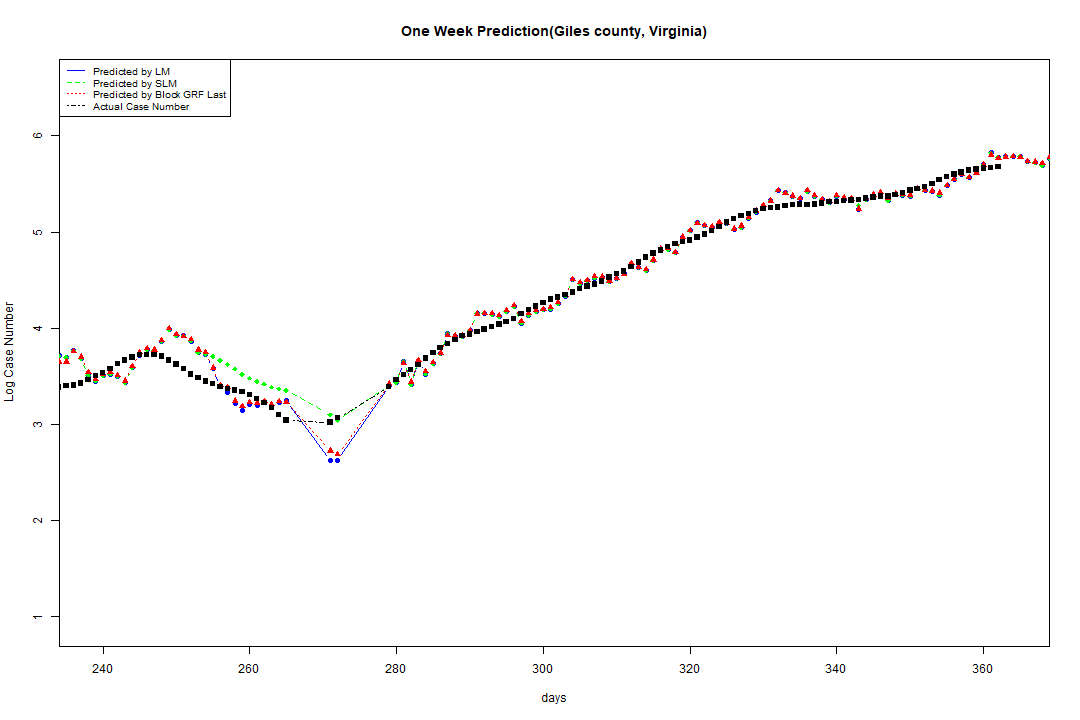 One Week Prediction(Giles county, Virginia)
Predicted by LM
Predicted by SLM
Predicted by Block GRF Last
Actual Case Number
6
5
4
3
2
1
Log Case Number
240 260 280 300 320 340 360
days